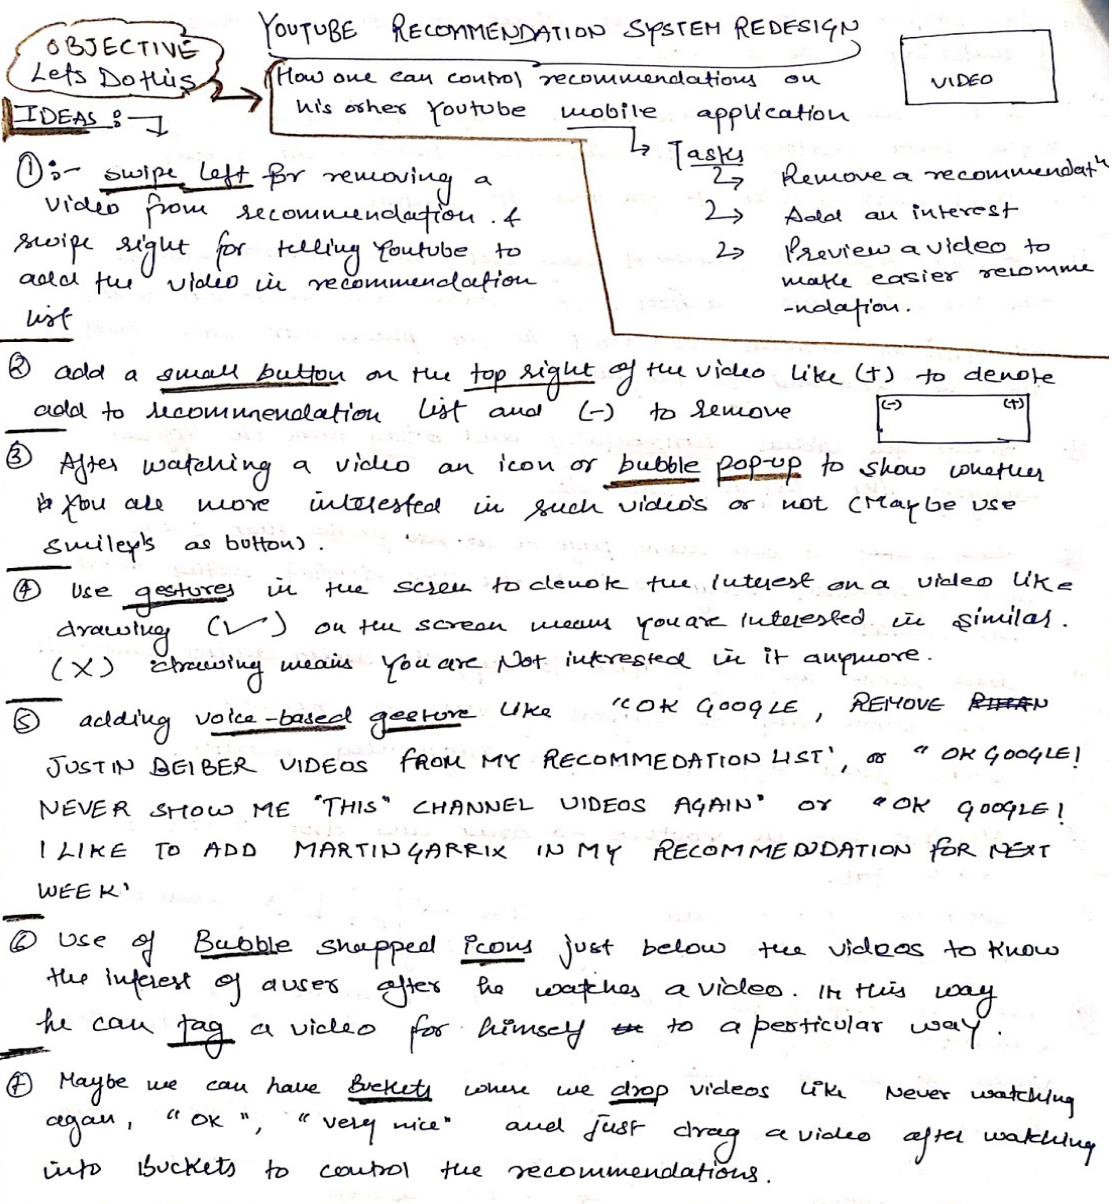 YOUTUBE RECOMMENDATION SYSTEM REDESIGN
OBJECTIVE
Lets Do this
How one can control recommendations on
his or her Youtube mobile application
VIDEO
IDEAS :-
Tasks
Remove a recommendatn
Add an interest
Preview a video to
make easier recomme
-ndation.
① :- swipe left for removing a
video from recommendation. &
swipe right for telling Youtube to
add the video in recommendation
list
② add a small button on the top right of the video like (+) to denote
add to recommendation list and (-) to remove
(-) (+)
③ After watching a video an icon or bubble pop-up to show whether
you are more interested in such video's or not (Maybe use
smiley's as button).
④ Use gestures in the screen to denote the interest on a video like
drawing (✓) on the screen means you are interested in similar.
(X) drawing means you are Not intrested in it anymore.
⑤ adding voice-based gesture like "OK GOOGLE, REMOVE
JUSTIN BEIBER VIDEOS FROM MY RECOMMEDATION LIST', or "OK GOOGLE!
NEVER SHOW ME "THIS" CHANNEL VIDEOS AGAIN" or "OK GOOGLE!
I LIKE TO ADD MARTIN GARRIX IN MY RECOMMENDATION FOR NEXT
WEEK'
⑥ Use of Bubble shapped icons just below the videos to know
the interest of a user after he watches a video. In this way
he can tag a video for himself to a perticular way.
⑦ Maybe we can have Buckets where we drop videos like Never watching
again, "OK", "very nice" and just drag a video after watching
into Buckets to control the recommendations.